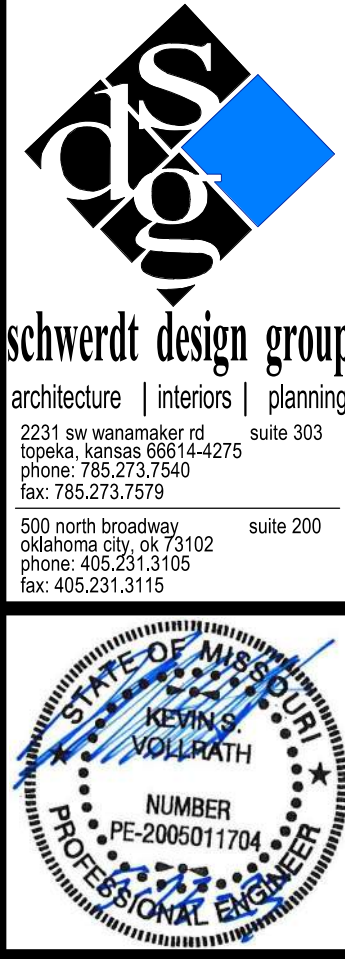 sdg
schwerdt design group
architecture | interiors | planning
2231 sw wanamaker rd suite 303
topeka, kansas 66614-4275
phone: 785.273.7540
fax: 785.273.7579
500 north broadway suite 200
oklahoma city, ok 73102
phone: 405.231.3105
fax: 405.231.3115
STATE OF MISSOURI
KEVIN S.
VOLLRATH
NUMBER
PE-2005011704
PROFESSIONAL ENGINEER